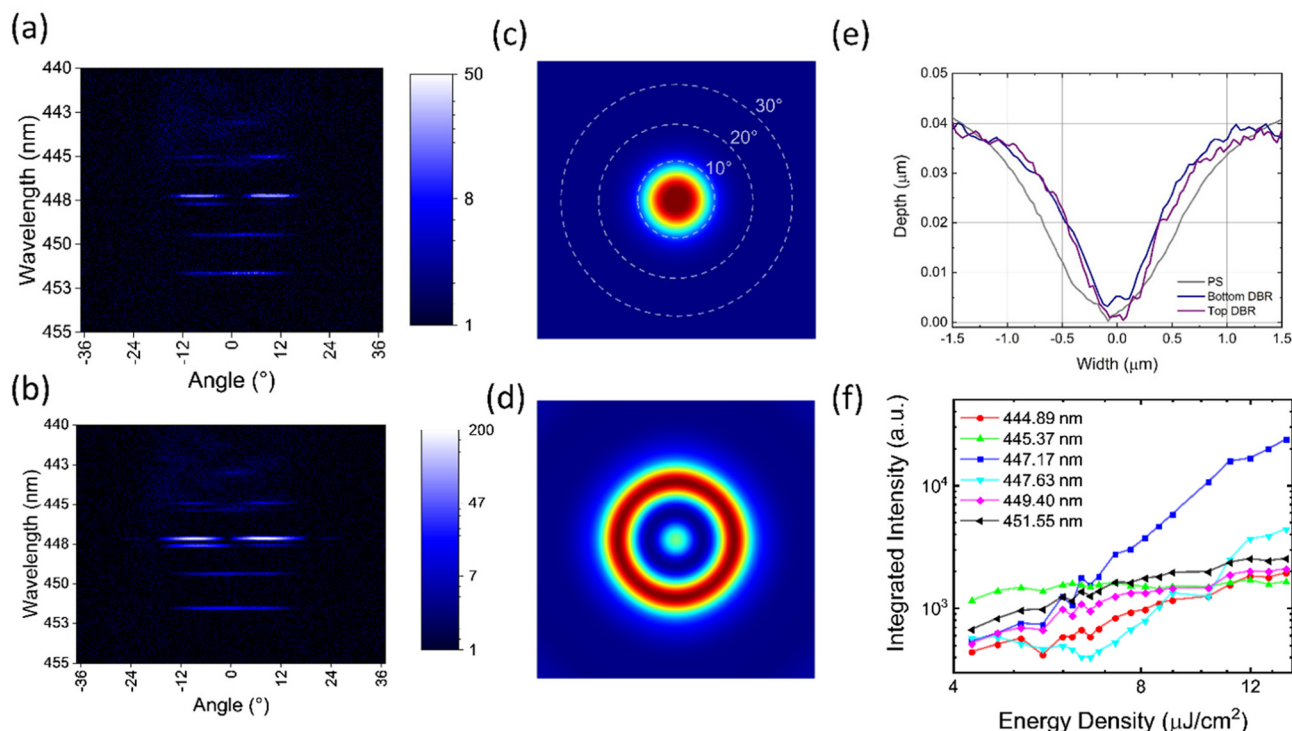 (a)
440
443
445
448
450
453
455
Wavelength (nm)
-36
-24
-12
0
12
24
36
Angle (°)
50
8
1
(b)
440
443
445
448
450
453
455
Wavelength (nm)
-36
-24
-12
0
12
24
36
Angle (°)
200
47
7
1
(c)
30°
20°
10°
(d)
(e)
0.05
0.04
0.03
0.02
0.01
0.00
Depth (μm)
PS
Bottom DBR
Top DBR
-1.5
-1.0
-0.5
0.0
0.5
1.0
1.5
Width (μm)
(f)
444.89 nm
445.37 nm
447.17 nm
447.63 nm
449.40 nm
451.55 nm
10⁴
10³
Integrated Intensity (a.u.)
4
8
12
Energy Density (μJ/cm²)